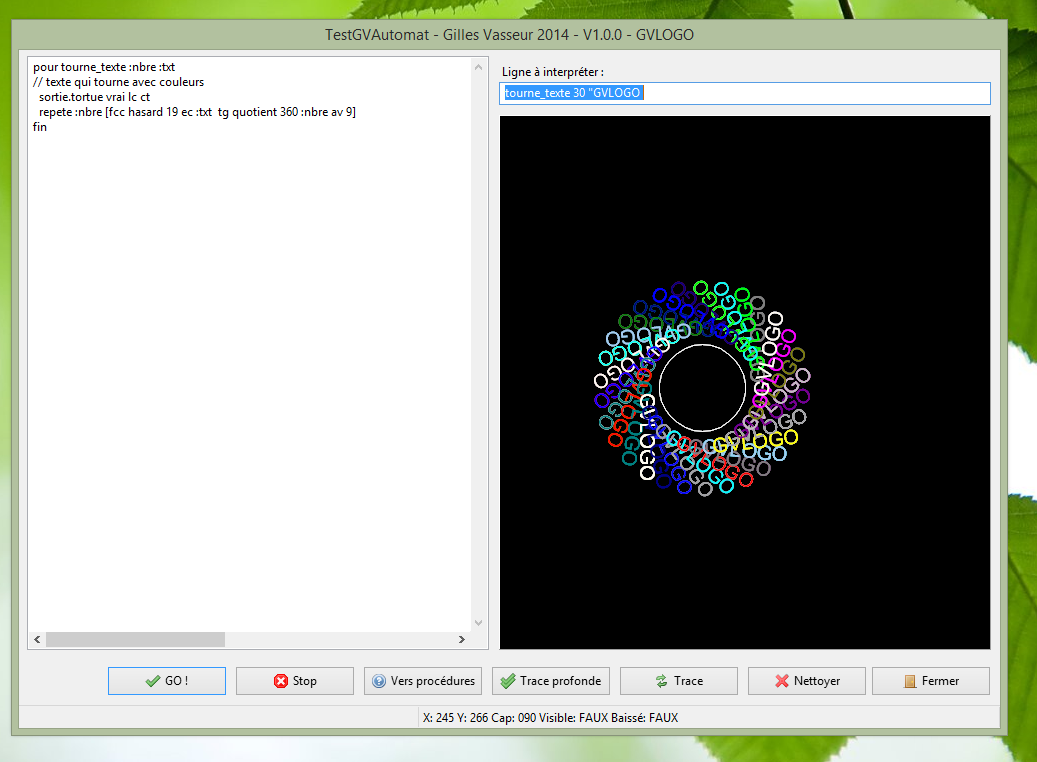 TestGVAutomat - Gilles Vasseur 2014 - V1.0.0 - GVLOGO
pour tourne_texte :nbre :txt
// texte qui tourne avec couleurs
sortie.tortue vrai lc ct
repete :nbre [fcc hasard 19 ec :txt  tg quotient 360 :nbre av 9]
fin
Ligne à interpréter :
tourne_texte 30 "GVLOGO
GVLOGO
GVLOGO
GVLOGO
GO !
Stop
Vers procédures
Trace profonde
Trace
Nettoyer
Fermer
X: 245 Y: 266 Cap: 090 Visible: FAUX Baissé: FAUX